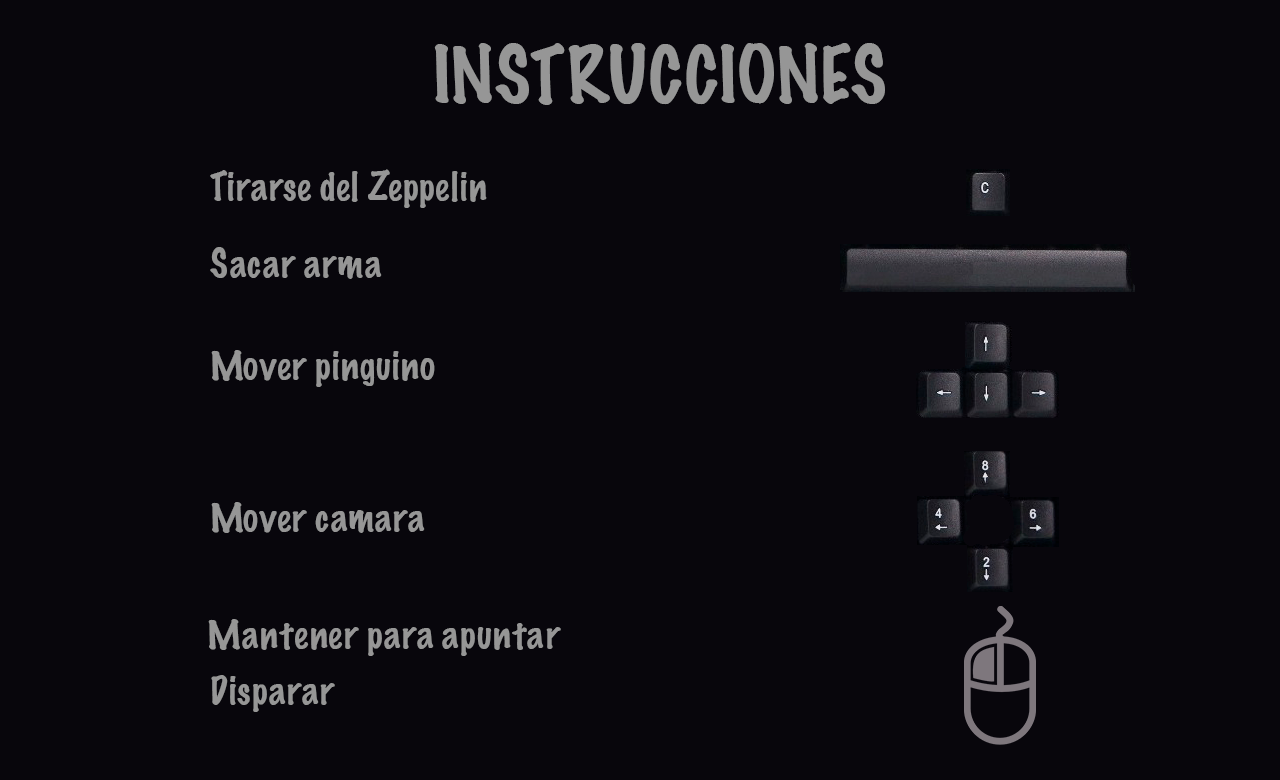 INSTRUCCIONES
Tirarse del Zeppelin
C
Sacar arma
Mover pinguino
↑
← ↓ →
Mover camara
8
↑
4 6
← →
2
↓
Mantener para apuntar
Disparar